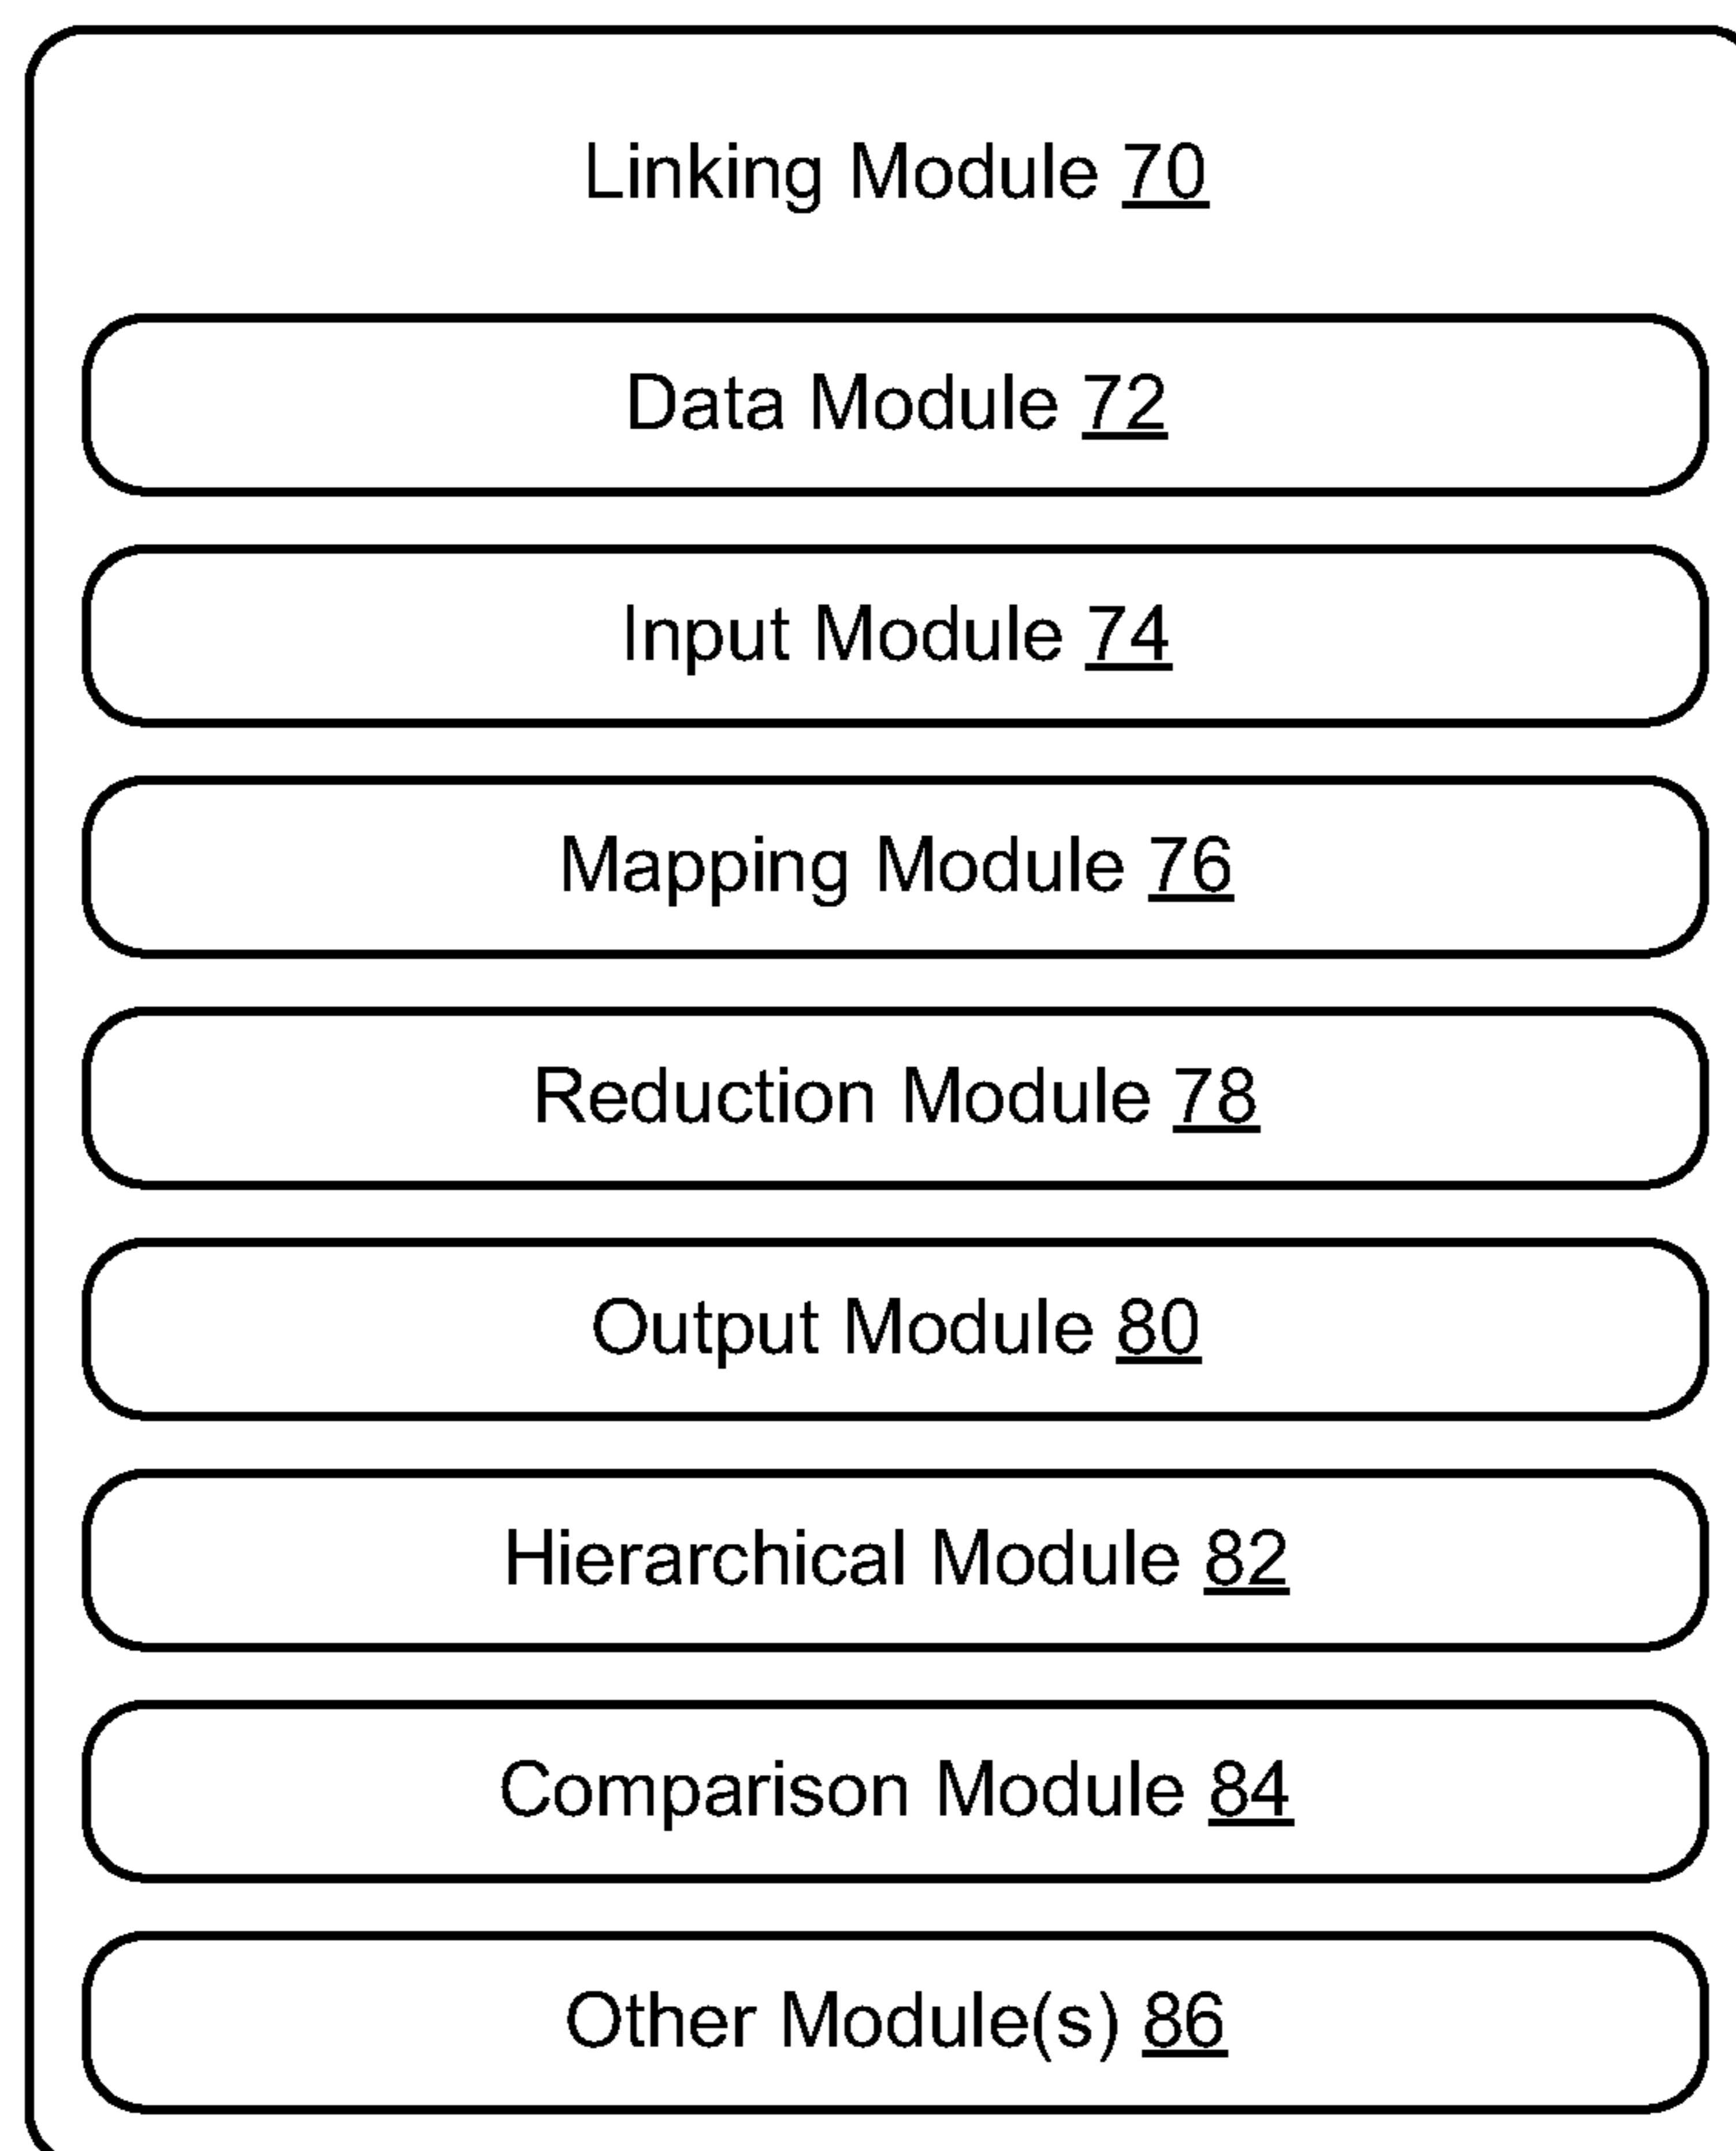 Linking Module 70
Data Module 72
Input Module 74
Mapping Module 76
Reduction Module 78
Output Module 80
Hierarchical Module 82
Comparison Module 84
Other Module(s) 86